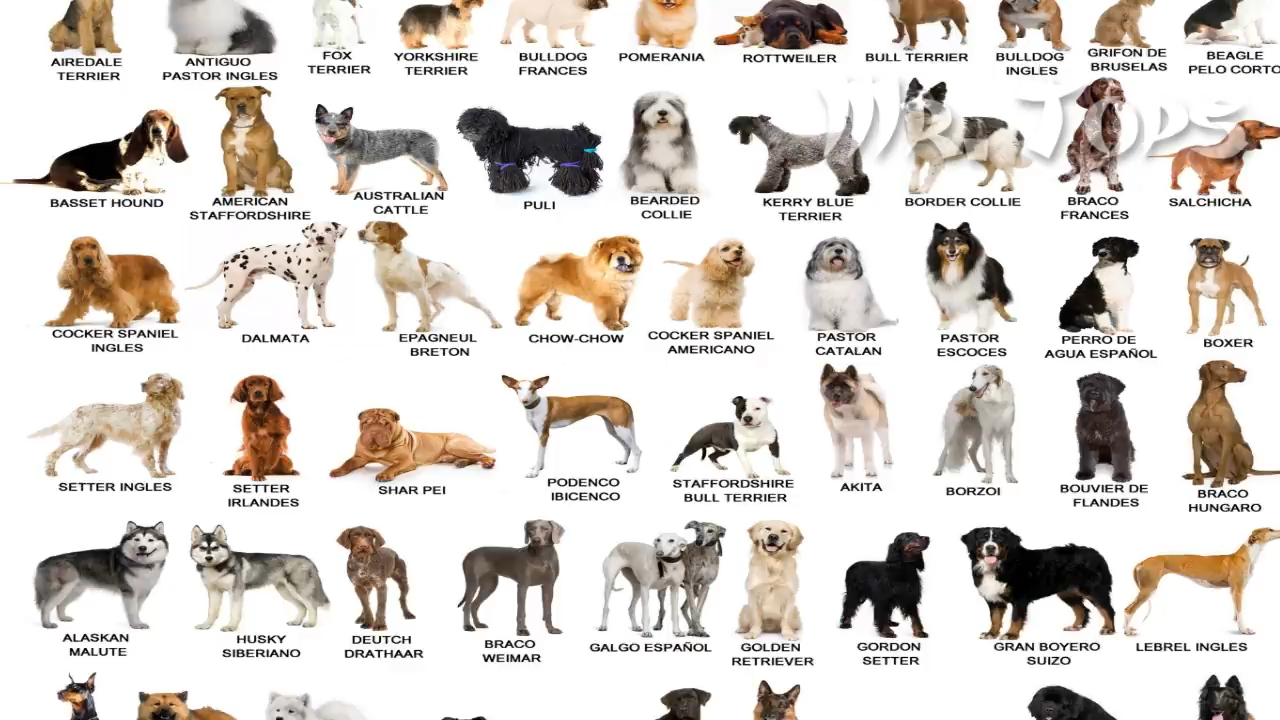 AIREDALE
TERRIER
ANTIGUO
PASTOR INGLES
FOX
TERRIER
YORKSHIRE
TERRIER
BULLDOG
FRANCES
POMERANIA
ROTTWEILER
BULL TERRIER
BULLDOG
INGLES
GRIFON DE
BRUSELAS
BEAGLE
PELO CORTO
Mr. Tops
BASSET HOUND
AMERICAN
STAFFORDSHIRE
AUSTRALIAN
CATTLE
PULI
BEARDED
COLLIE
KERRY BLUE
TERRIER
BORDER COLLIE
BRACO
FRANCES
SALCHICHA
COCKER SPANIEL
INGLES
DALMATA
EPAGNEUL
BRETON
CHOW-CHOW
COCKER SPANIEL
AMERICANO
PASTOR
CATALAN
PASTOR
ESCOCES
PERRO DE
AGUA ESPAÑOL
BOXER
SETTER INGLES
SETTER
IRLANDES
SHAR PEI
PODENCO
IBICENCO
STAFFORDSHIRE
BULL TERRIER
AKITA
BORZOI
BOUVIER DE
FLANDES
BRACO
HUNGARO
ALASKAN
MALUTE
HUSKY
SIBERIANO
DEUTCH
DRATHAAR
BRACO
WEIMAR
GALGO ESPAÑOL
GOLDEN
RETRIEVER
GORDON
SETTER
GRAN BOYERO
SUIZO
LEBREL INGLES